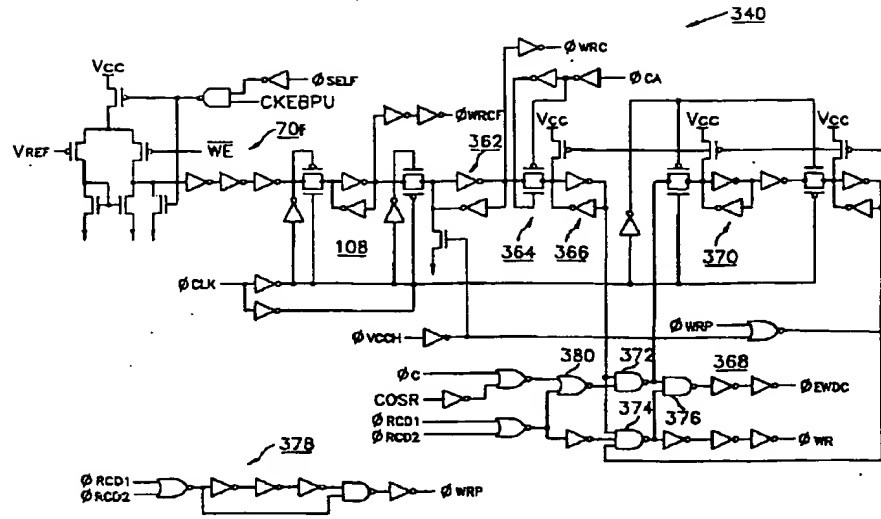 340
ØWRC
VCC
ØSELF
ØCA
CKEBPU
ØWRCF
VCC
VCC
VCC
70f
362
VREF
WE
108
364
366
370
ØCLK
ØWRP
ØVCCH
380
372
368
ØC
ØEWDC
COSR
374
376
ØRCD1
ØRCD2
ØWR
378
ØRCD1
ØRCD2
ØWRP